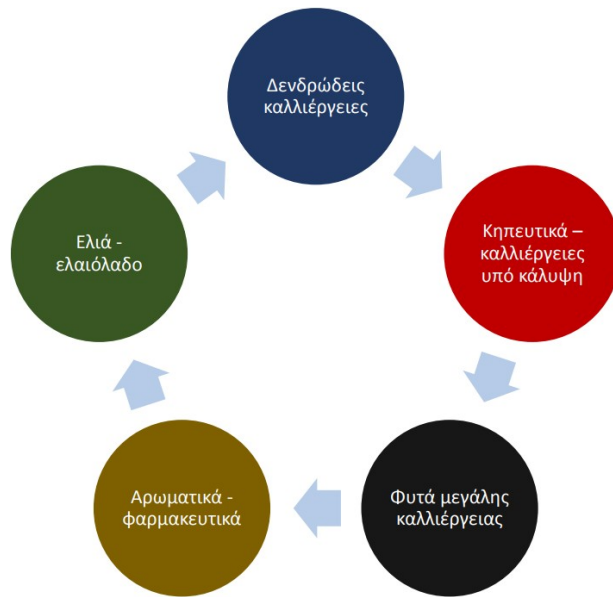 Δενδρώδεις
καλλιέργειες
Κηπευτικά –
καλλιέργειες
υπό κάλυψη
Φυτά μεγάλης
καλλιέργειας
Αρωματικά -
φαρμακευτικά
Ελιά -
ελαιόλαδο